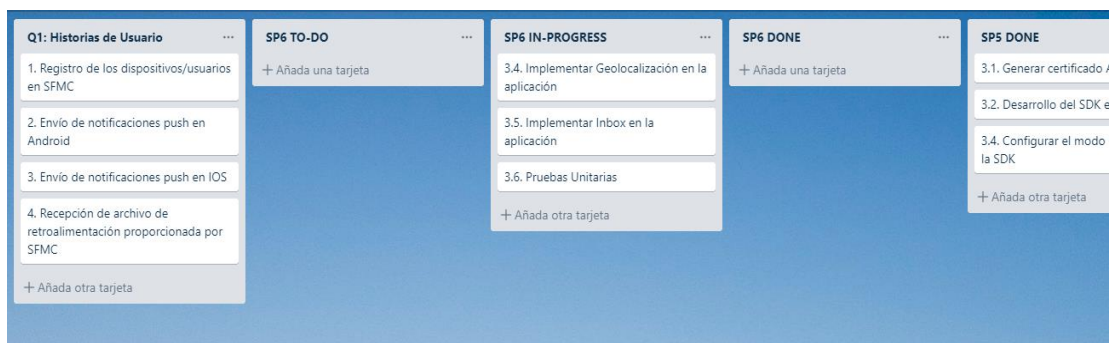 Q1: Historias de Usuario
1. Registro de los dispositivos/usuarios
en SFMC
2. Envío de notificaciones push en
Android
3. Envío de notificaciones push en IOS
4. Recepción de archivo de
retroalimentación proporcionada por
SFMC
+ Añada otra tarjeta
SP6 TO-DO
+ Añada una tarjeta
SP6 IN-PROGRESS
3.4. Implementar Geolocalización en la
aplicación
3.5. Implementar Inbox en la
aplicación
3.6. Pruebas Unitarias
+ Añada otra tarjeta
SP6 DONE
+ Añada una tarjeta
SP5 DONE
3.1. Generar certificado
3.2. Desarrollo del SDK
3.4. Configurar el modo
la SDK
+ Añada otra tarjeta